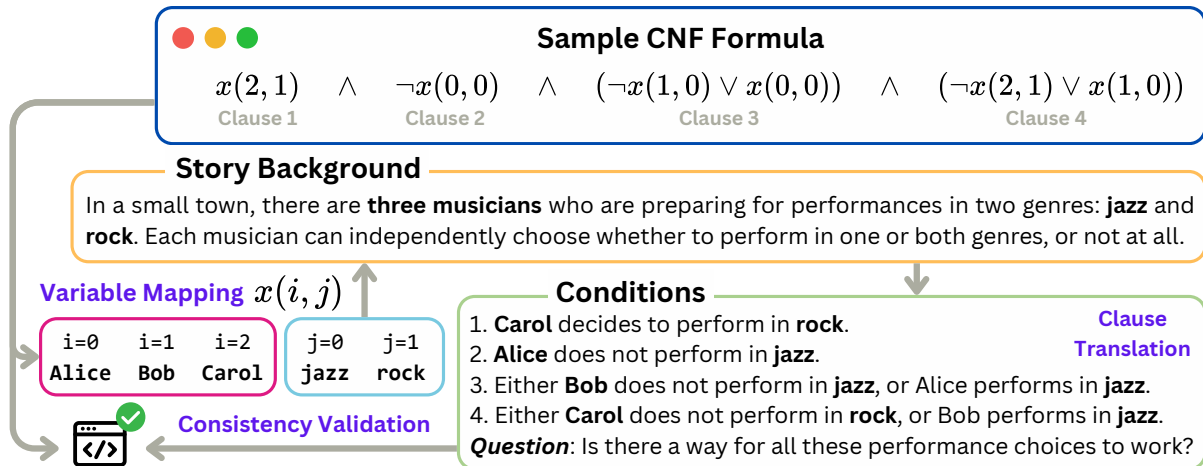 Sample CNF Formula
x(2, 1) ∧ ¬x(0, 0) ∧ (¬x(1, 0) ∨ x(0, 0)) ∧ (¬x(2, 1) ∨ x(1, 0))
Clause 1 Clause 2 Clause 3 Clause 4
Story Background
In a small town, there are three musicians who are preparing for performances in two genres: jazz and
rock. Each musician can independently choose whether to perform in one or both genres, or not at all.
Variable Mapping x(i, j)
i=0 i=1 i=2
Alice Bob Carol
j=0 j=1
jazz rock
Conditions
1. Carol decides to perform in rock.
2. Alice does not perform in jazz.
3. Either Bob does not perform in jazz, or Alice performs in jazz.
4. Either Carol does not perform in rock, or Bob performs in jazz.
Question: Is there a way for all these performance choices to work?
Clause
Translation
Consistency Validation
</>